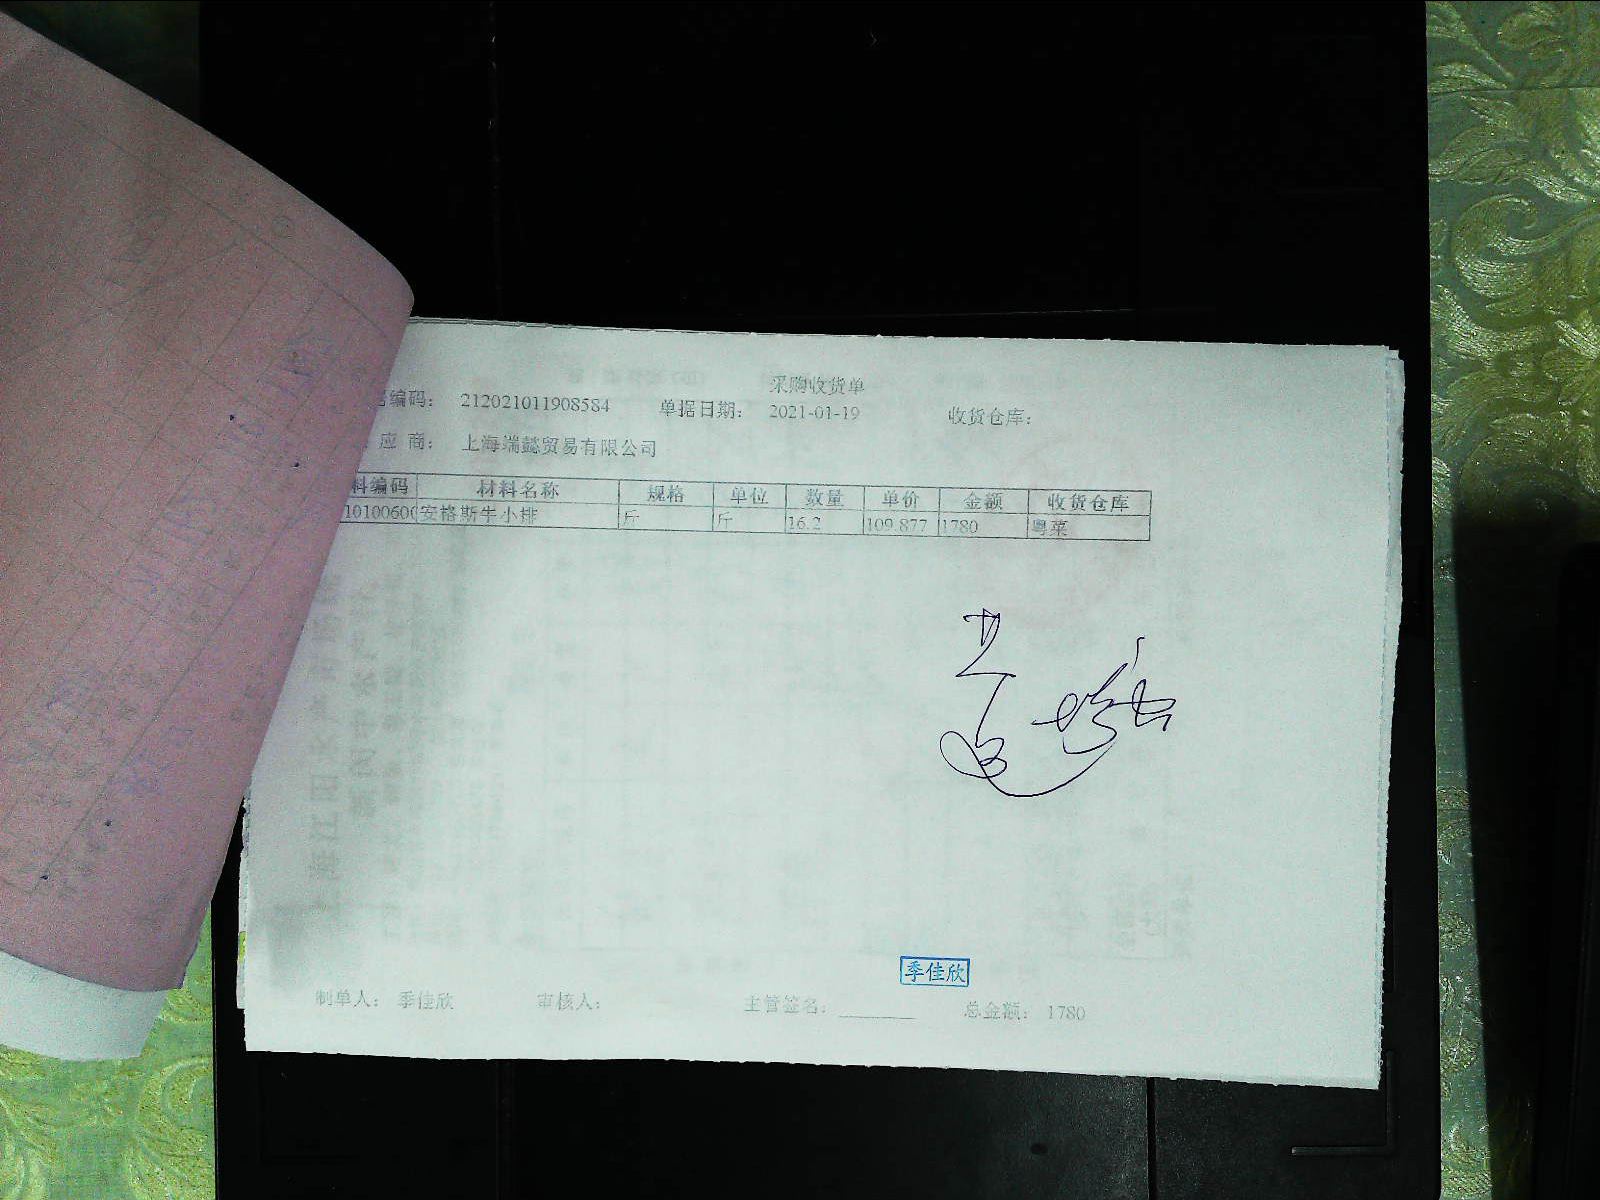 采购收货单
编码： 212021011908584 单据日期： 2021-01-19 收货仓库：
应 商： 上海端懿贸易有限公司
料编码 材料名称 规格 单位 数量 单价 金额 收货仓库
1010060 安格斯牛小排 斤 斤 16.2 109.877 1780 粤菜
季佳欣
制单人： 季佳欣 审核人： 主管签名： 总金额： 1780